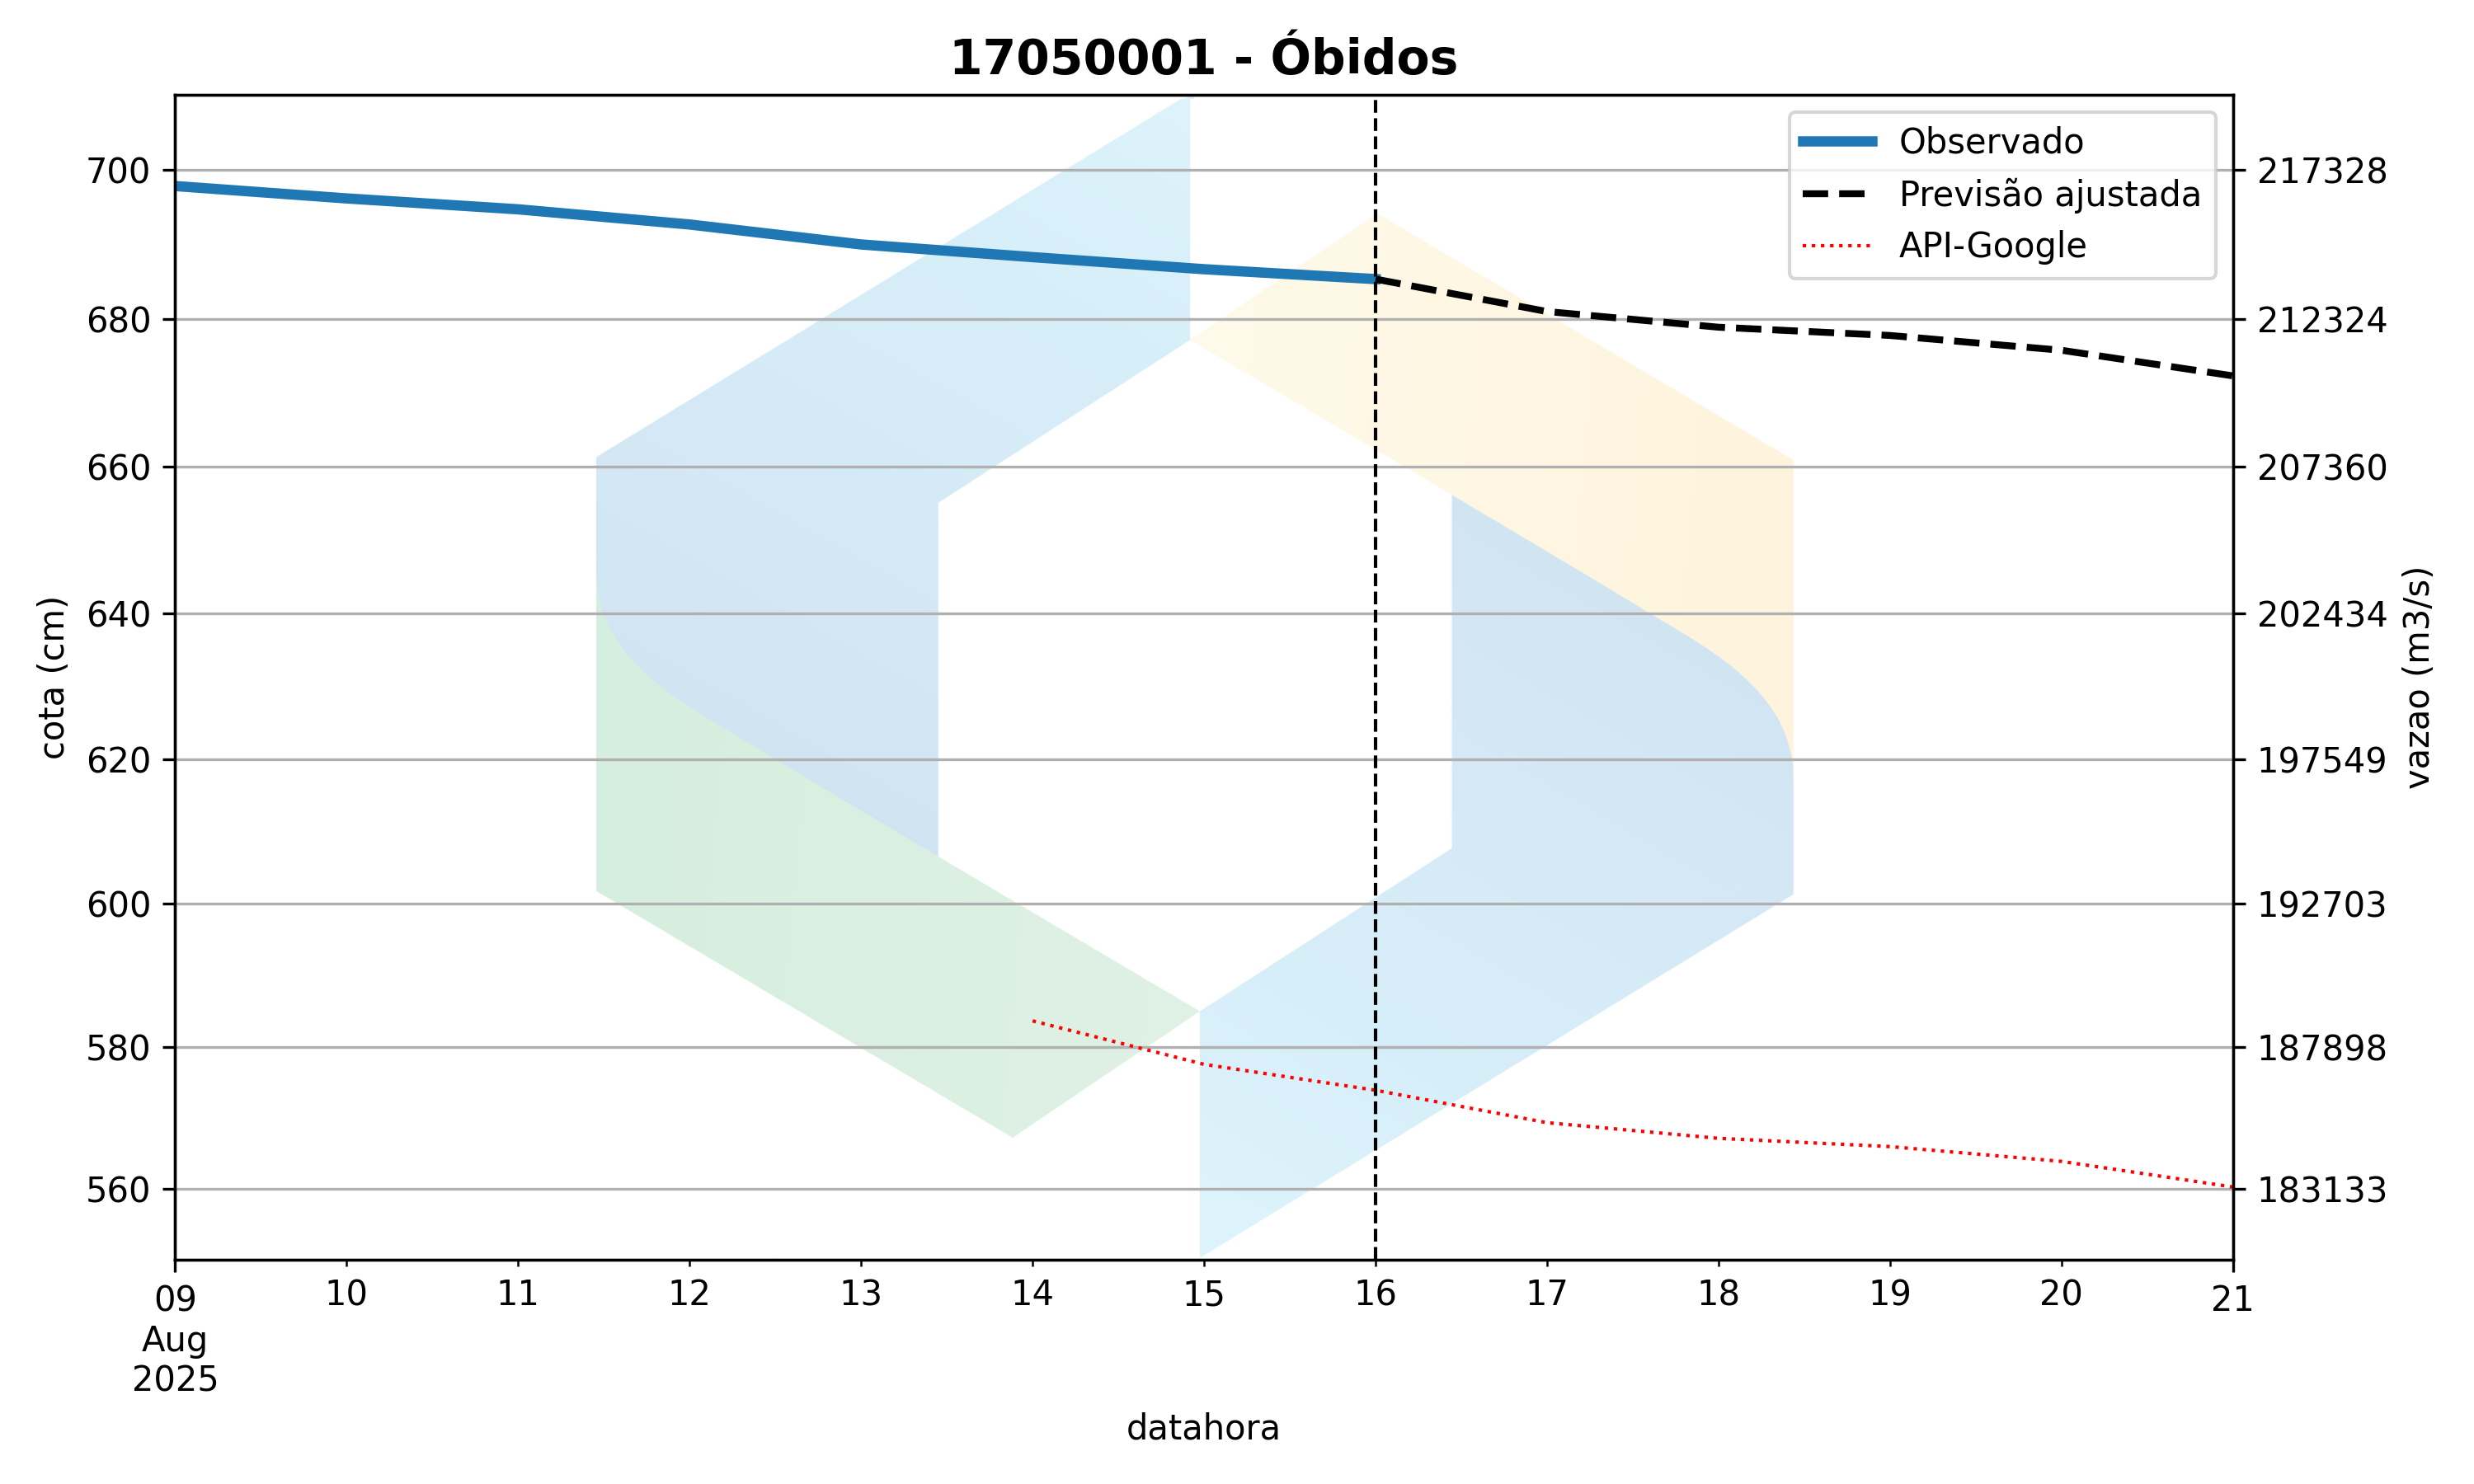 17050001 - Óbidos
Observado
Previsão ajustada
API-Google
700
680
660
640
620
600
580
560
cota (cm)
217328
212324
207360
202434
197549
192703
187898
183133
vazao (m3/s)
09 10 11 12 13 14 15 16 17 18 19 20 21
Aug
2025
datahora